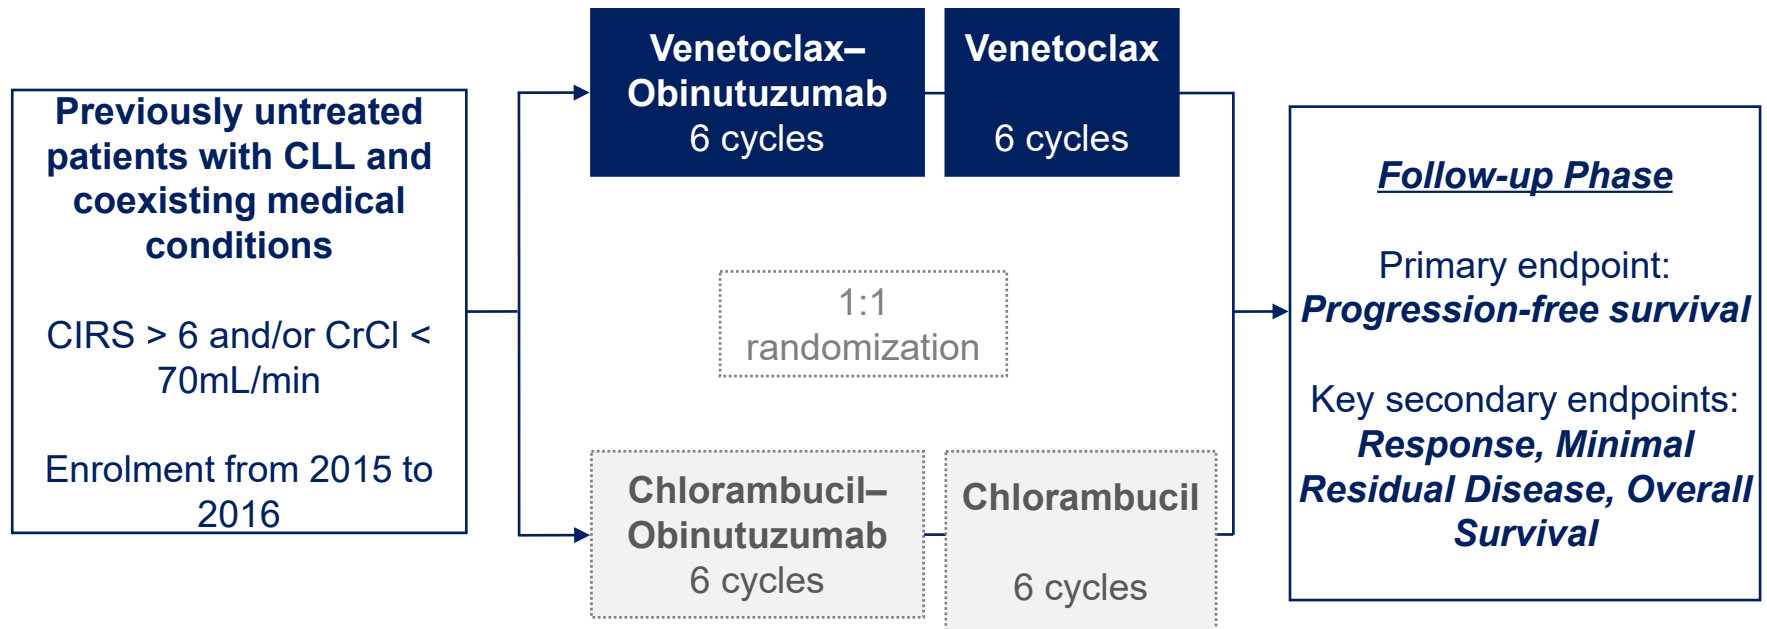 Previously untreated
patients with CLL and
coexisting medical
conditions
CIRS > 6 and/or CrCl <
70mL/min
Enrolment from 2015 to
2016
Venetoclax–
Obinutuzumab
6 cycles
Venetoclax
6 cycles
1:1
randomization
Chlorambucil–
Obinutuzumab
6 cycles
Chlorambucil
6 cycles
Follow-up Phase
Primary endpoint:
Progression-free survival
Key secondary endpoints:
Response, Minimal
Residual Disease, Overall
Survival